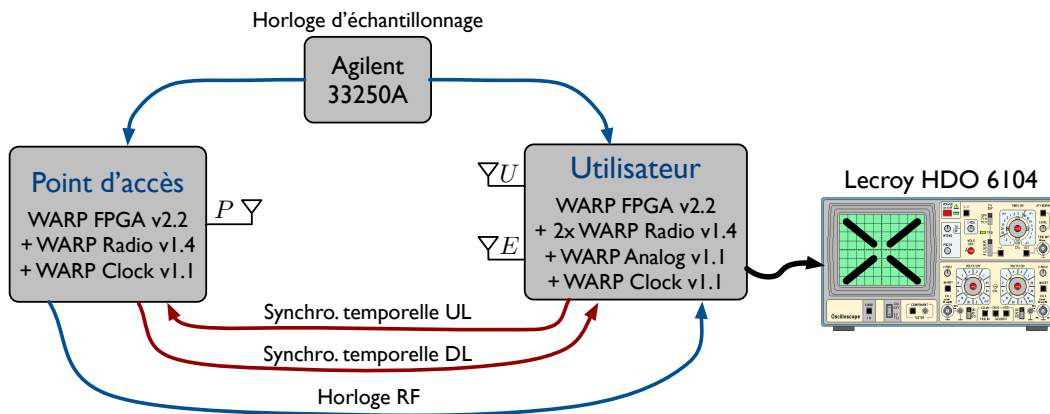 Horloge d'échantillonnage
Agilent
33250A
Point d'accès
WARP FPGA v2.2
+ WARP Radio v1.4
+ WARP Clock v1.1
P
U
E
Utilisateur
WARP FPGA v2.2
+ 2x WARP Radio v1.4
+ WARP Analog v1.1
+ WARP Clock v1.1
Lecroy HDO 6104
Oscilloscope
COMPONENT
TESTER
Synchro. temporelle UL
Synchro. temporelle DL
Horloge RF